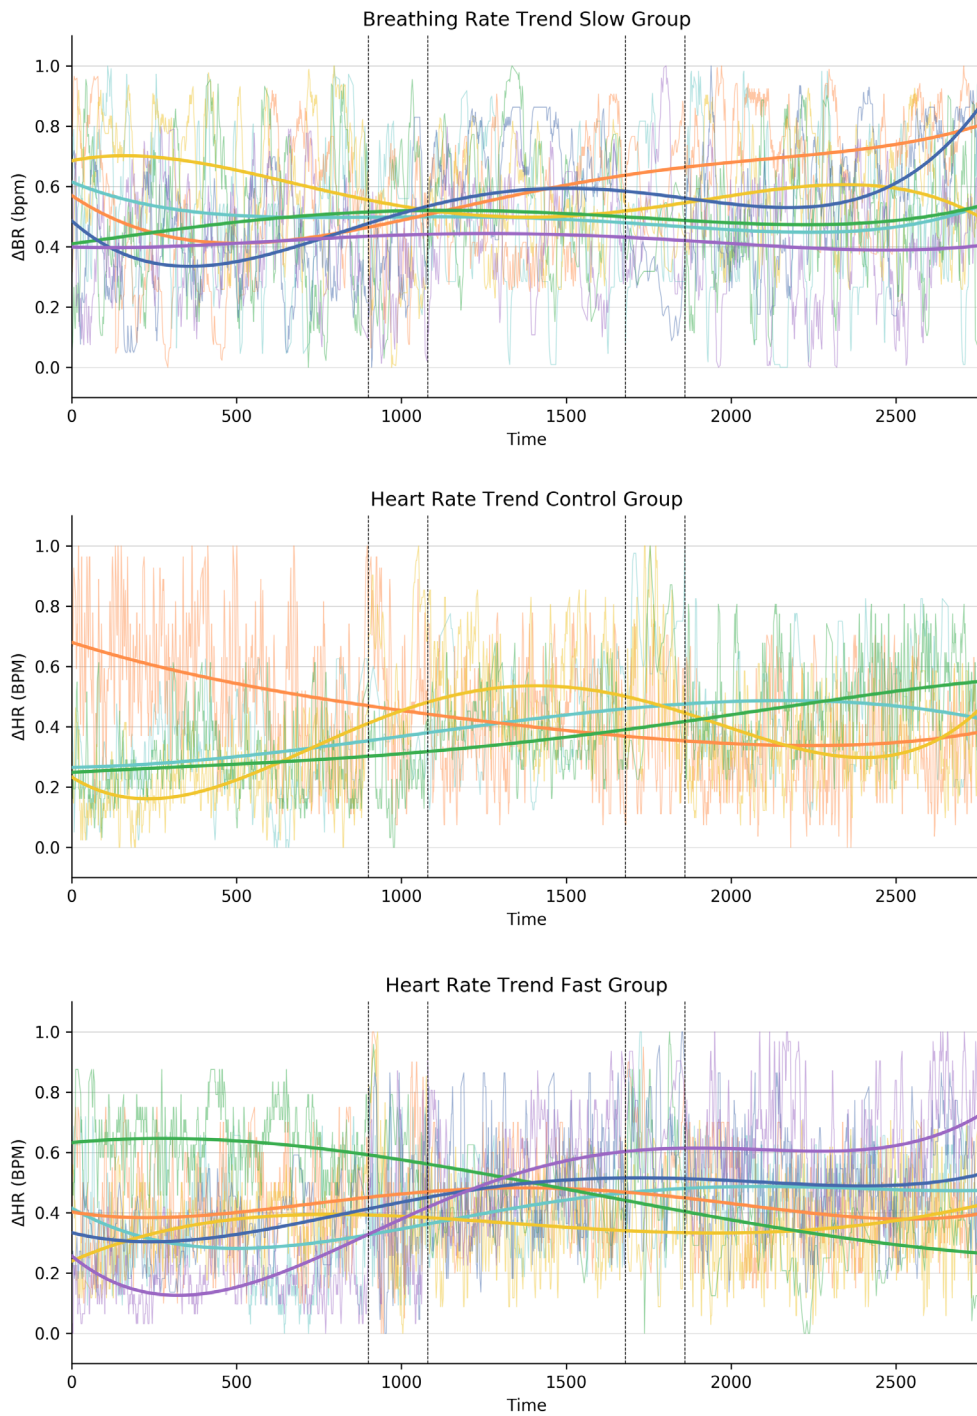 Breathing Rate Trend Slow Group
1.0
0.8
0.6
0.4
0.2
0.0
ΔBR (bpm)
0 500 1000 1500 2000 2500
Time
Heart Rate Trend Control Group
1.0
0.8
0.6
0.4
0.2
0.0
ΔHR (BPM)
0 500 1000 1500 2000 2500
Time
Heart Rate Trend Fast Group
1.0
0.8
0.6
0.4
0.2
0.0
ΔHR (BPM)
0 500 1000 1500 2000 2500
Time